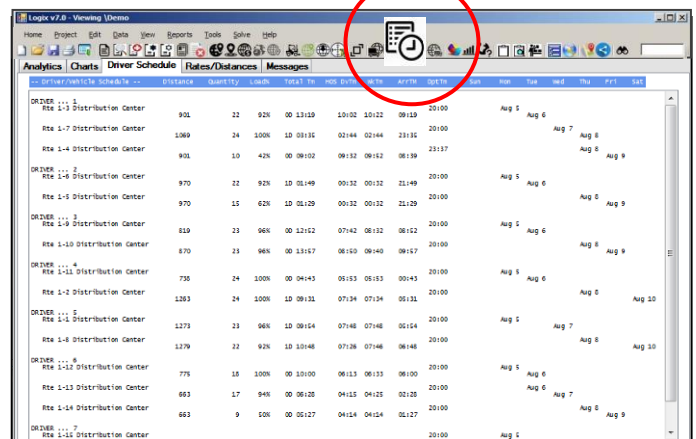 Logix v7.0 - Viewing \Demo
Home Project Edit Data View Reports Tools Solve Help
Analytics Charts Driver Schedule Rates/Distances Messages
-- Driver/Vehicle Schedule -- Distance Quantity Load% Total Tm HOS DvTm WkTm ArrTm OptTm Sun Mon Tue Wed Thu Fri Sat
DRIVER ... 1
Rte 1-3 Distribution Center 20:00 Aug 5
901 22 92% 0D 13:19 10:02 10:22 09:19 Aug 6
Rte 1-7 Distribution Center 20:00 Aug 7
1069 24 100% 1D 03:35 02:44 02:44 23:35 Aug 8
Rte 1-4 Distribution Center 23:37 Aug 8
901 10 42% 0D 09:02 09:32 09:52 08:39 Aug 9
DRIVER ... 2
Rte 1-6 Distribution Center 20:00 Aug 5
970 22 92% 1D 01:49 00:32 00:32 21:49 Aug 6
Rte 1-5 Distribution Center 20:00 Aug 8
970 15 62% 1D 01:29 00:32 00:32 21:29 Aug 9
DRIVER ... 3
Rte 1-9 Distribution Center 20:00 Aug 5
819 23 96% 0D 12:52 07:42 08:32 08:52 Aug 6
Rte 1-10 Distribution Center 20:00 Aug 8
870 23 96% 0D 13:57 08:50 09:40 09:57 Aug 9
DRIVER ... 4
Rte 1-11 Distribution Center 20:00 Aug 5
738 24 100% 0D 04:43 05:53 05:53 00:43 Aug 6
Rte 1-2 Distribution Center 20:00 Aug 8
1263 24 100% 1D 09:31 07:34 07:34 05:31 Aug 10
DRIVER ... 5
Rte 1-1 Distribution Center 20:00 Aug 5
1273 23 96% 1D 09:54 07:48 07:48 05:54 Aug 7
Rte 1-8 Distribution Center 20:00 Aug 8
1279 22 92% 1D 10:48 07:26 07:46 06:48 Aug 10
DRIVER ... 6
Rte 1-12 Distribution Center 20:00 Aug 5
775 18 100% 0D 10:00 06:13 06:33 06:00 Aug 6
Rte 1-13 Distribution Center 20:00 Aug 6
663 17 94% 0D 06:28 04:15 04:25 02:28 Aug 7
Rte 1-14 Distribution Center 20:00 Aug 8
663 9 50% 0D 05:27 04:14 04:14 01:27 Aug 9
DRIVER ... 7
Rte 1-15 Distribution Center 20:00 Aug 5